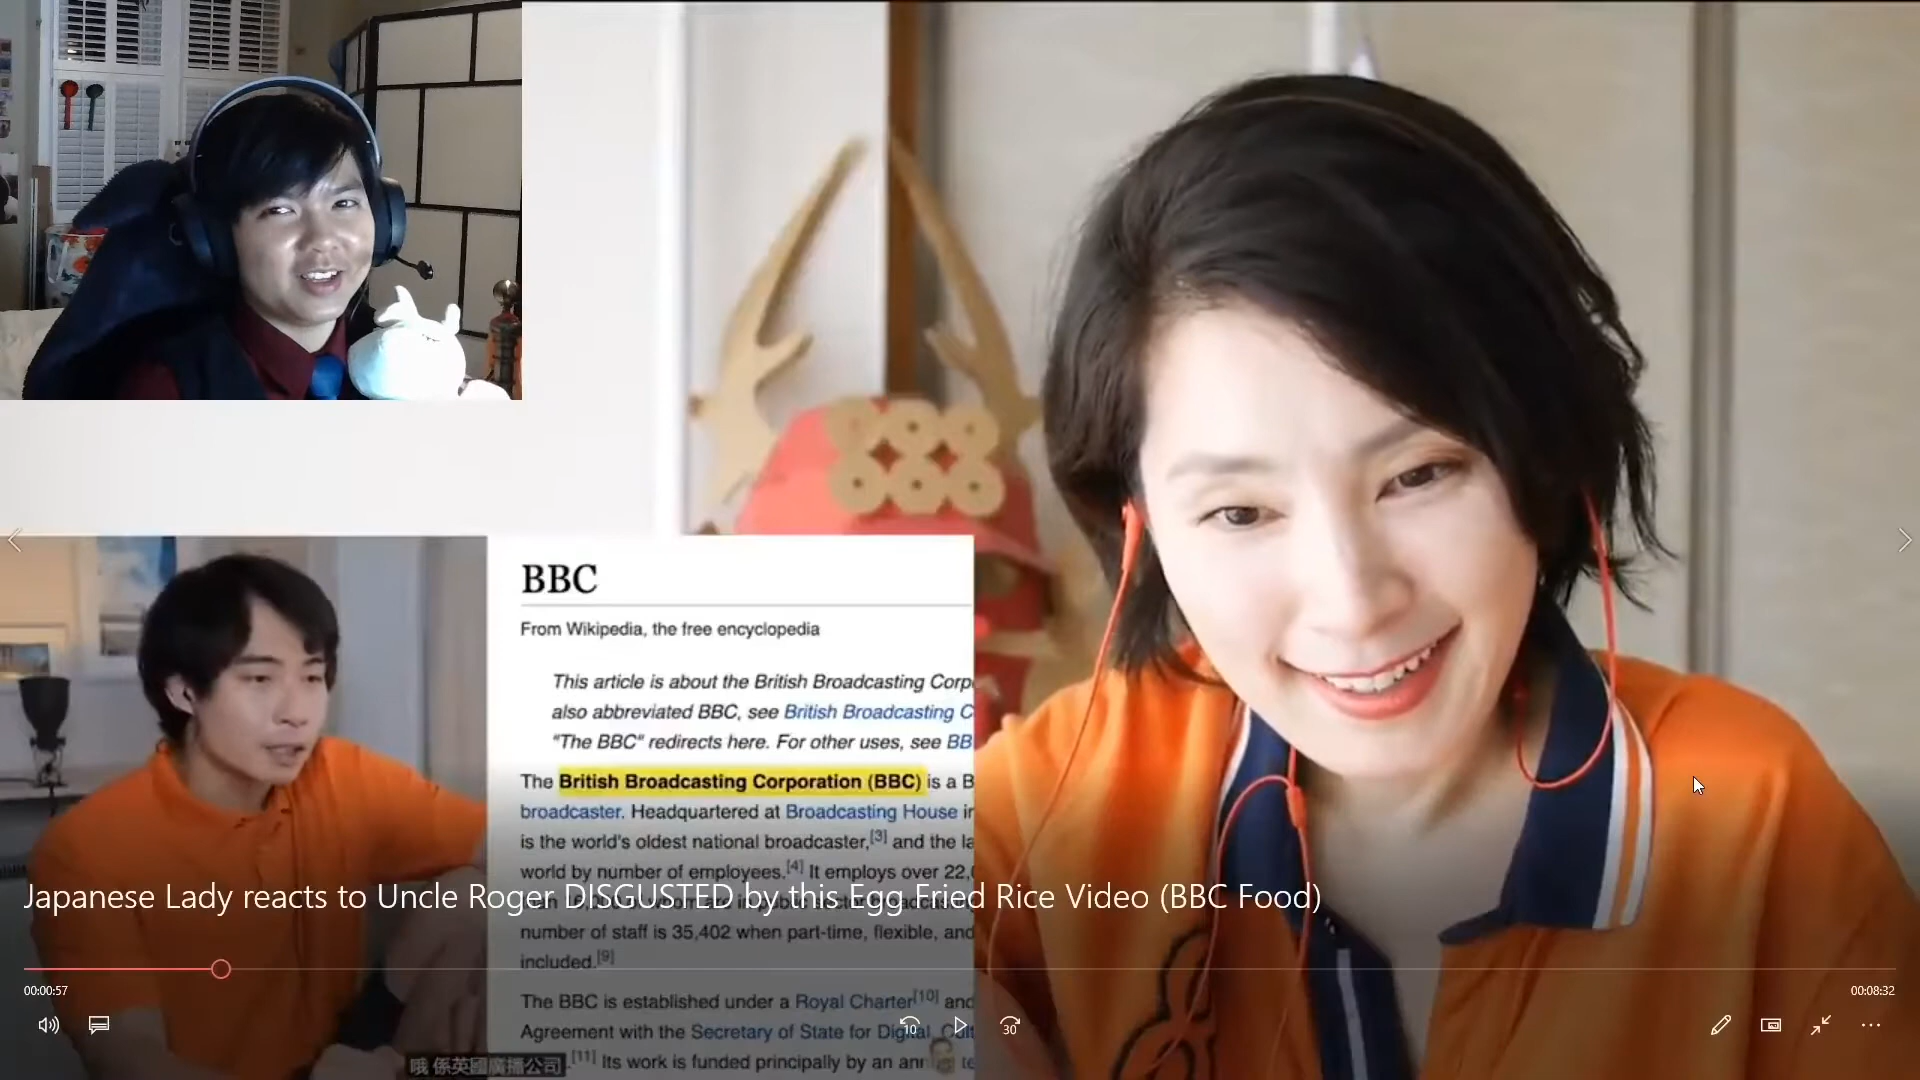 BBC
From Wikipedia, the free encyclopedia
This article is about the British Broadcasting Corp
also abbreviated BBC, see British Broadcasting C
"The BBC" redirects here. For other uses, see BB
The British Broadcasting Corporation (BBC) is a B
broadcaster. Headquartered at Broadcasting House in
is the world's oldest national broadcaster,[3] and the la
world by number of employees.[4] It employs over 22,
Japanese Lady reacts to Uncle Roger DISGUSTED by this Egg Fried Rice Video (BBC Food)
number of staff is 35,402 when part-time, flexible, and
included.[9]
00:00:57
00:08:32
The BBC is established under a Royal Charter[10] and
Agreement with the Secretary of State for Digital, Cult
10
30
哦 係英國廣播公司
.[11] Its work is funded principally by an ann